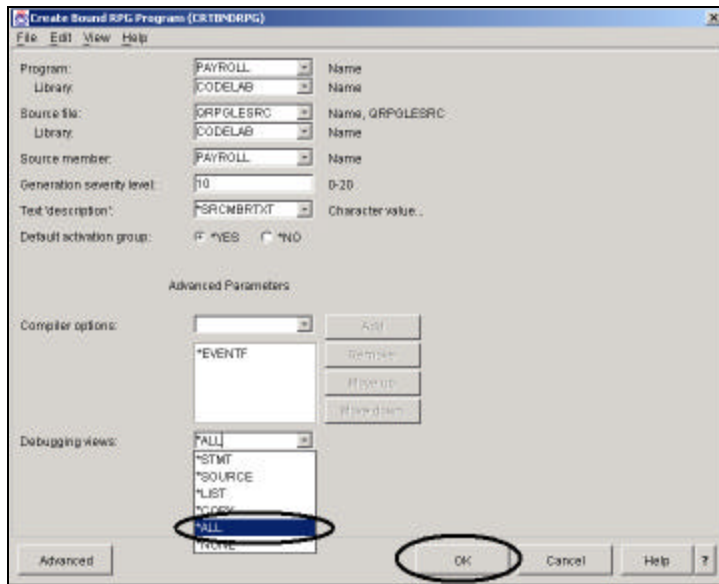 Create Bound RPG Program (CRTBNDRPG)
File Edit View Help
Program: PAYROLL Name
Library: CODELAB Name
Source file: QRPGLESRC Name, QRPGLESRC
Library: CODELAB Name
Source member: PAYROLL Name
Generation severity level: 10 0-20
Text 'description': *SRCMBRTXT Character value...
Default activation group: *YES *NO
Advanced Parameters
Compiler options: Add
*EVENTF Remove
Move up
Move down
Debugging views: *ALL
*STMT
*SOURCE
*LIST
*COPY
*ALL
*NONE
Advanced OK Cancel Help ?